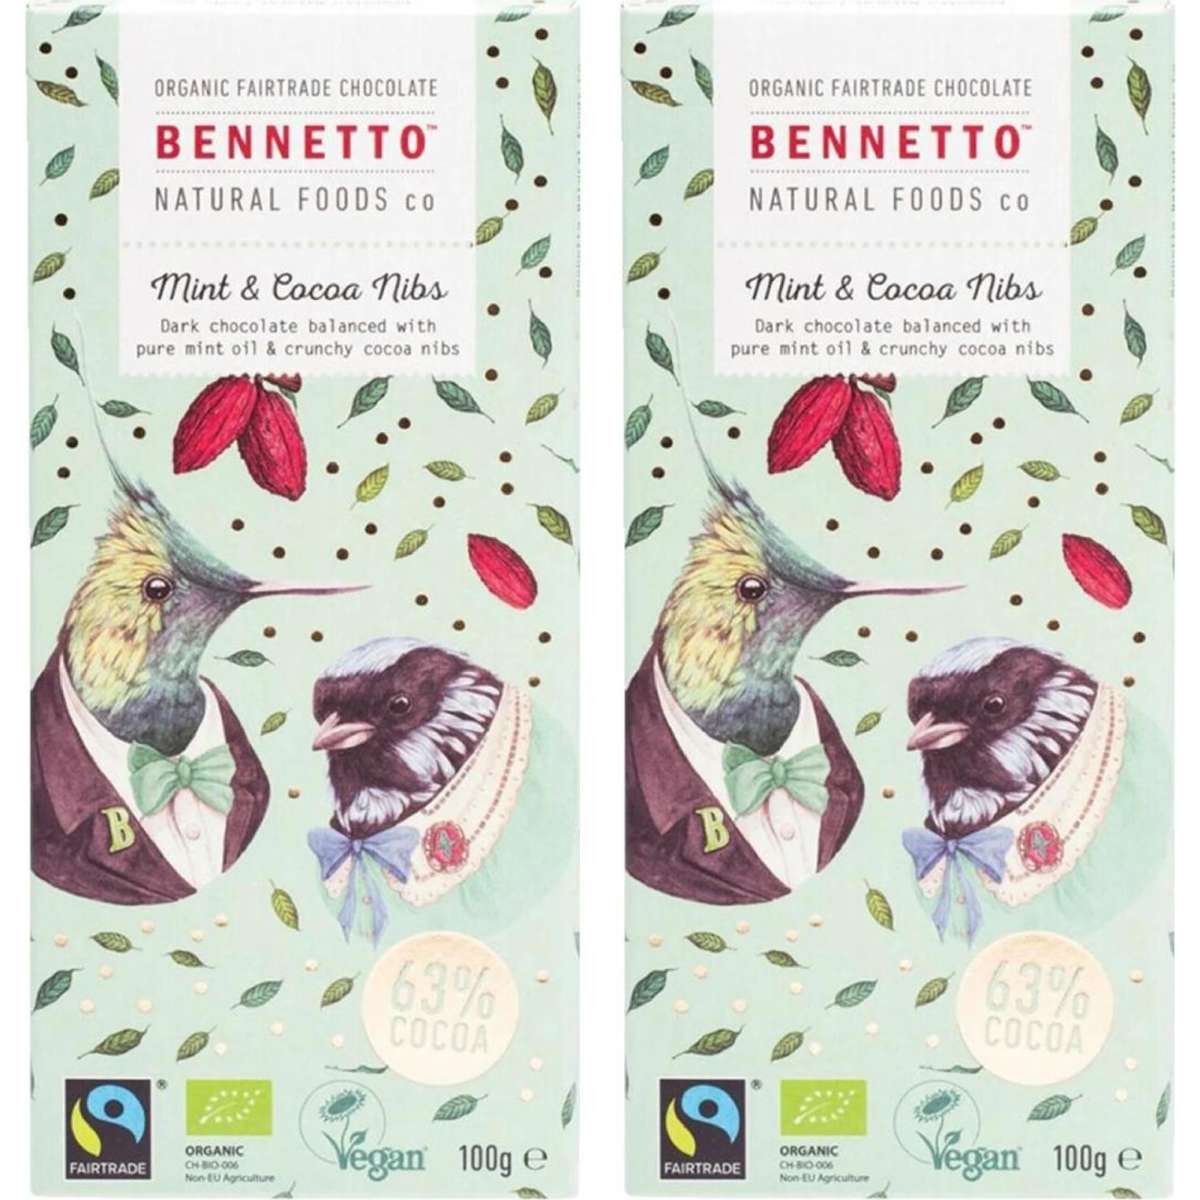 ORGANIC FAIRTRADE CHOCOLATE
BENNETTO™
NATURAL FOODS co
Mint & Cocoa Nibs
Dark chocolate balanced with
pure mint oil & crunchy cocoa nibs
B
63%
COCOA
FAIRTRADE
®
ORGANIC
CH-BIO-006
Non-EU Agriculture
Vegan
100g ℮
ORGANIC FAIRTRADE CHOCOLATE
BENNETTO™
NATURAL FOODS co
Mint & Cocoa Nibs
Dark chocolate balanced with
pure mint oil & crunchy cocoa nibs
B
63%
COCOA
FAIRTRADE
®
ORGANIC
CH-BIO-006
Non-EU Agriculture
Vegan
100g ℮